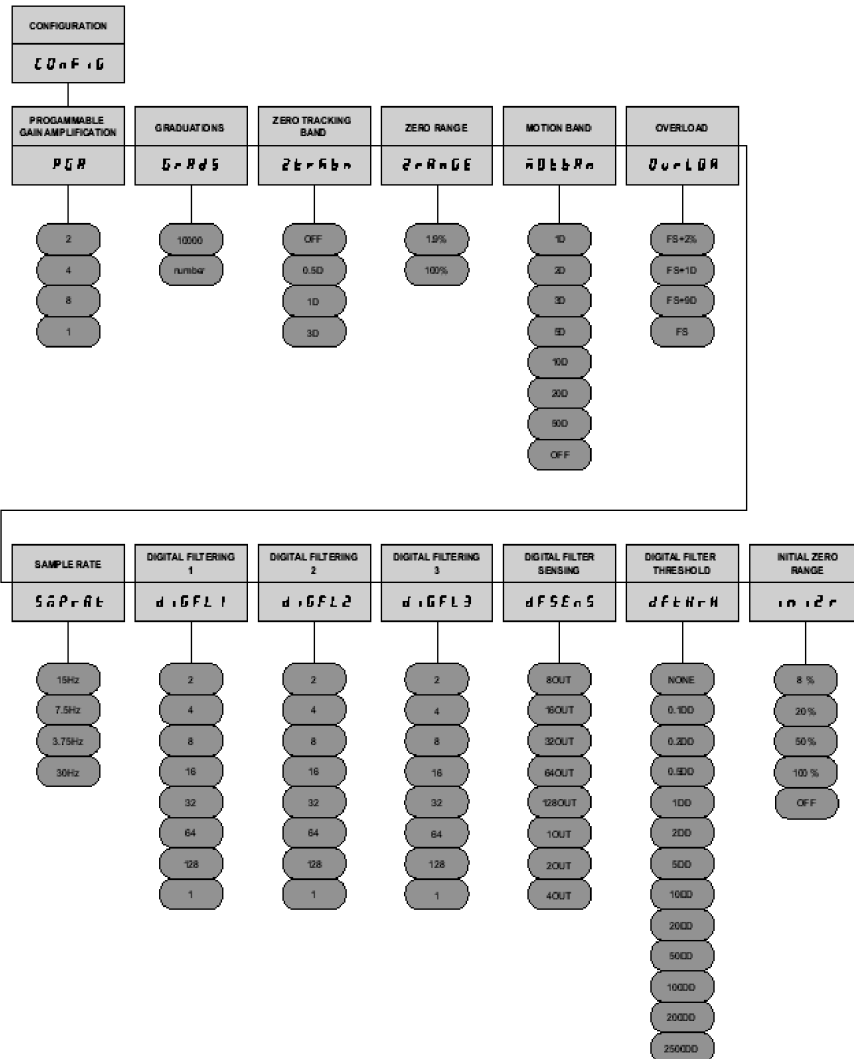 CONFIGURATION
COnFiG
PROGAMMABLE
GAIN AMPLIFICATION
PGA
GRADUATIONS
GrAdS
ZERO TRACKING
BAND
ZtrAbn
ZERO RANGE
ZrAnGE
MOTION BAND
mOtbAn
OVERLOAD
OvrLOA
2
4
8
1
10000
number
OFF
0.5D
1D
3D
1.9%
100%
1D
2D
3D
5D
10D
20D
50D
OFF
FS+2%
FS+1D
FS+9D
FS
SAMPLE RATE
SmPrAt
DIGITAL FILTERING
1
diGFL1
DIGITAL FILTERING
2
diGFL2
DIGITAL FILTERING
3
diGFL3
DIGITAL FILTER
SENSING
dFSEnS
DIGITAL FILTER
THRESHOLD
dFtHrH
INITIAL ZERO
RANGE
iniZr
15Hz
7.5Hz
3.75Hz
30Hz
2
4
8
16
32
64
128
1
2
4
8
16
32
64
128
1
2
4
8
16
32
64
128
1
8OUT
16OUT
32OUT
64OUT
128OUT
1OUT
2OUT
4OUT
NONE
0.1DD
0.2DD
0.5DD
1DD
2DD
5DD
10DD
20DD
50DD
100DD
200DD
2500DD
8 %
20 %
50 %
100 %
OFF